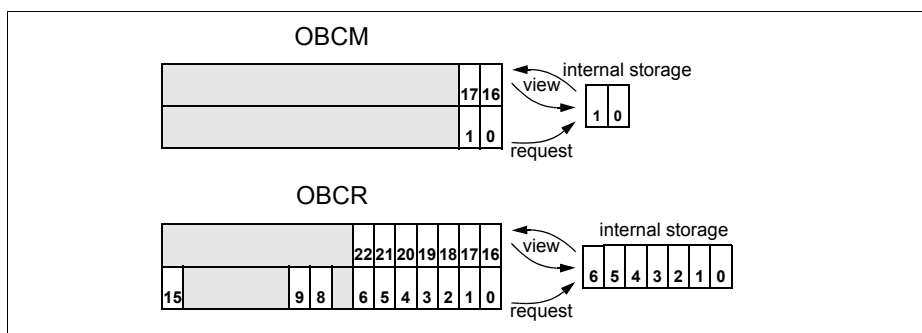 OBCM
internal storage
view
17 16
1 0
1 0
request
OBCR
internal storage
view
22 21 20 19 18 17 16
6 5 4 3 2 1 0
15 9 8 6 5 4 3 2 1 0
request